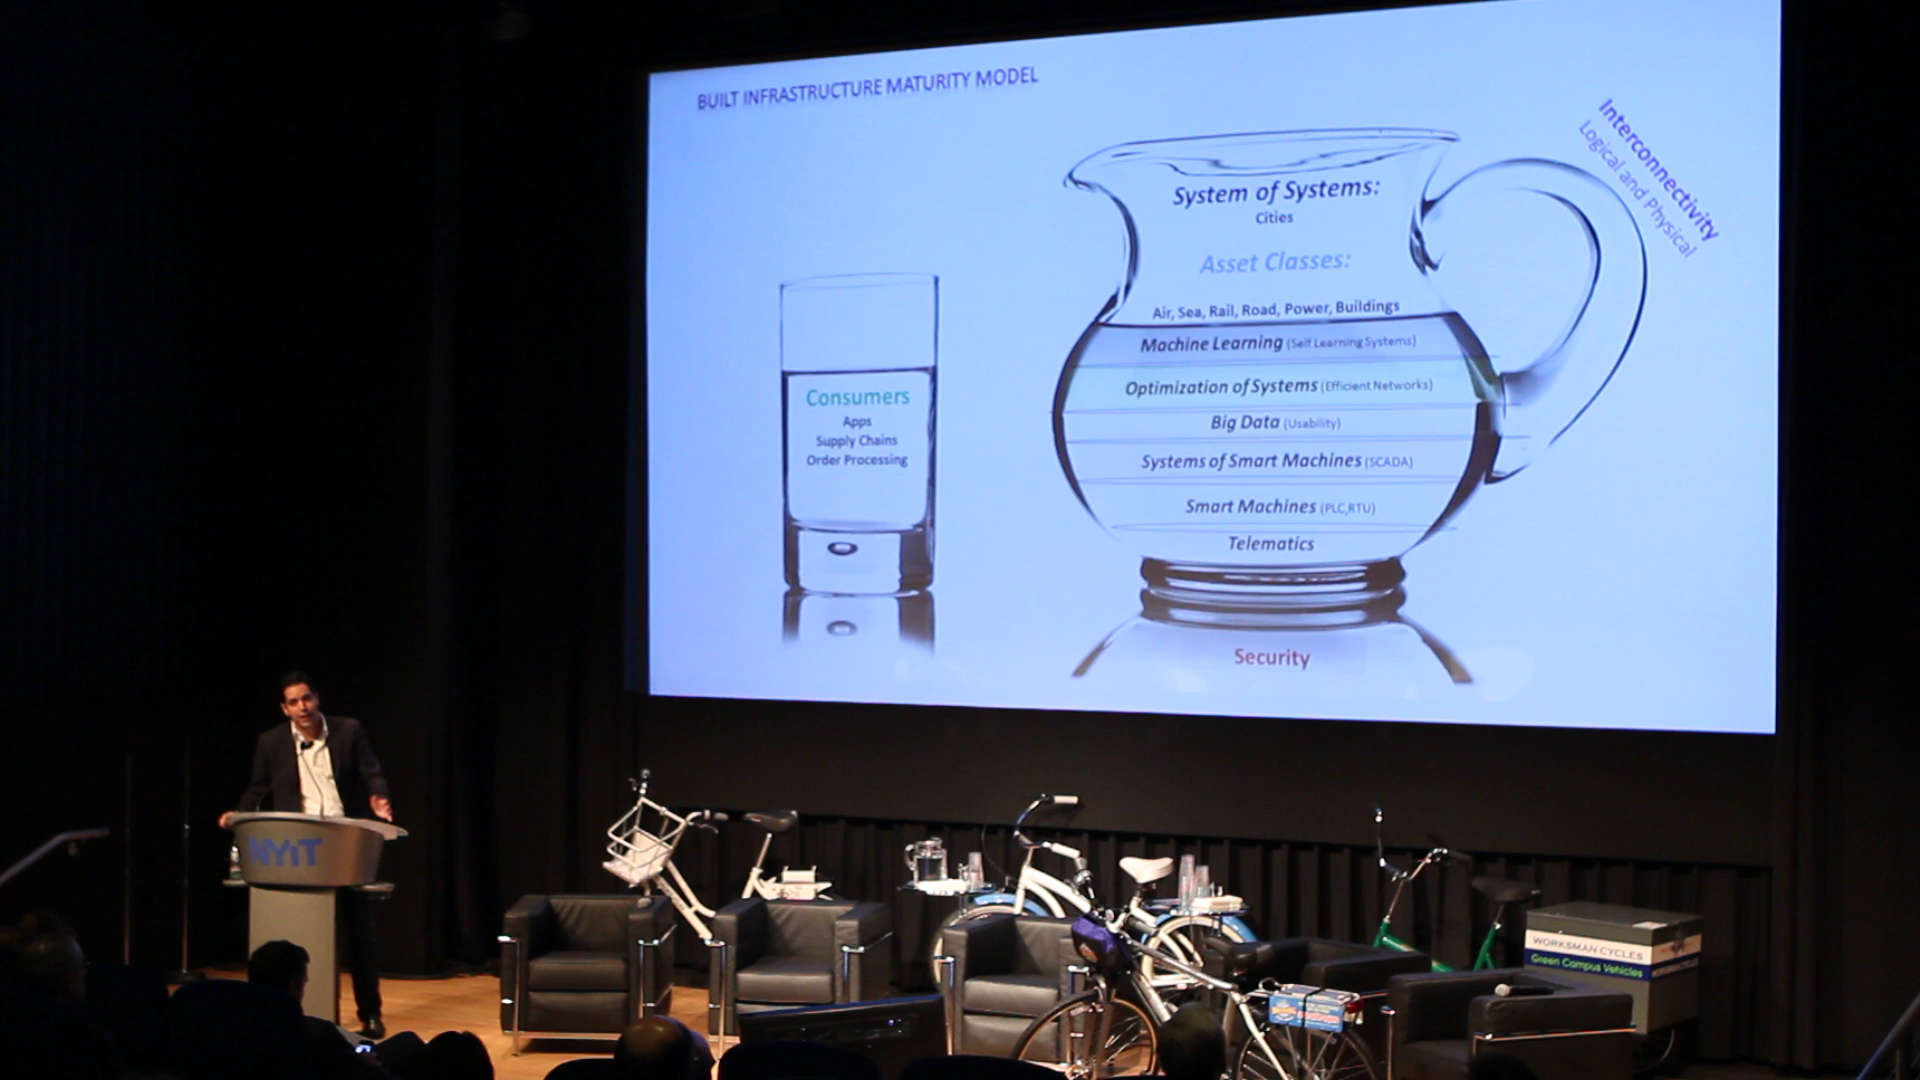 BUILT INFRASTRUCTURE MATURITY MODEL
Interconnectivity
Logical and Physical
System of Systems:
Cities
Asset Classes:
Air, Sea, Rail, Road, Power, Buildings
Machine Learning (Self Learning Systems)
Optimization of Systems (Efficient Networks)
Big Data (Usability)
Systems of Smart Machines (SCADA)
Smart Machines (PLC,RTU)
Telematics
Security
Consumers
Apps
Supply Chains
Order Processing
NYIT
WORKSMAN CYCLES
Green Campus Vehicles
WORKSMAN CYCLES